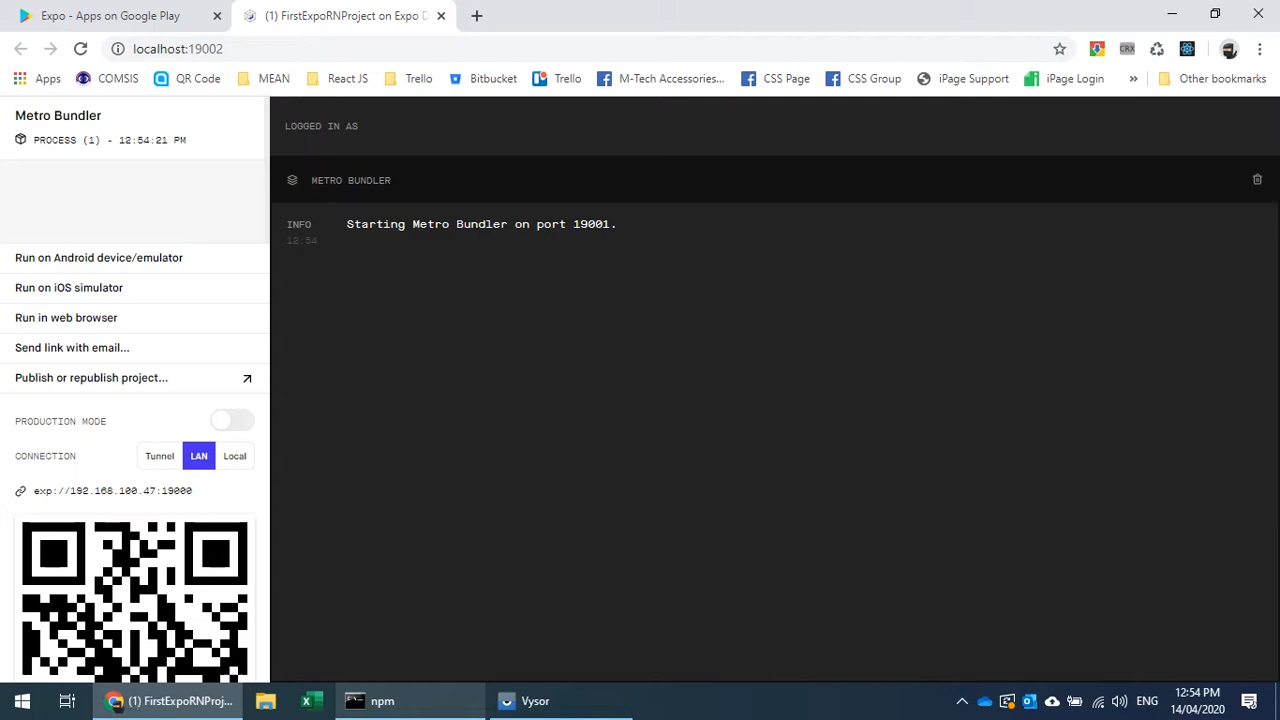 Expo - Apps on Google Play
(1) FirstExpoRNProject on Expo D
localhost:19002
Apps
COMSIS
QR Code
MEAN
React JS
Trello
Bitbucket
Trello
M-Tech Accessories...
CSS Page
CSS Group
iPage Support
iPage Login
»
Other bookmarks
CRX
Metro Bundler
PROCESS (1) - 12:54:21 PM
LOGGED IN AS
METRO BUNDLER
INFO
Starting Metro Bundler on port 19001.
12:54
Run on Android device/emulator
Run on iOS simulator
Run in web browser
Send link with email...
Publish or republish project...
PRODUCTION MODE
CONNECTION
Tunnel
LAN
Local
exp://192.168.100.47:19000
(1) FirstExpoRNProj...
npm
Vysor
ENG
12:54 PM
14/04/2020